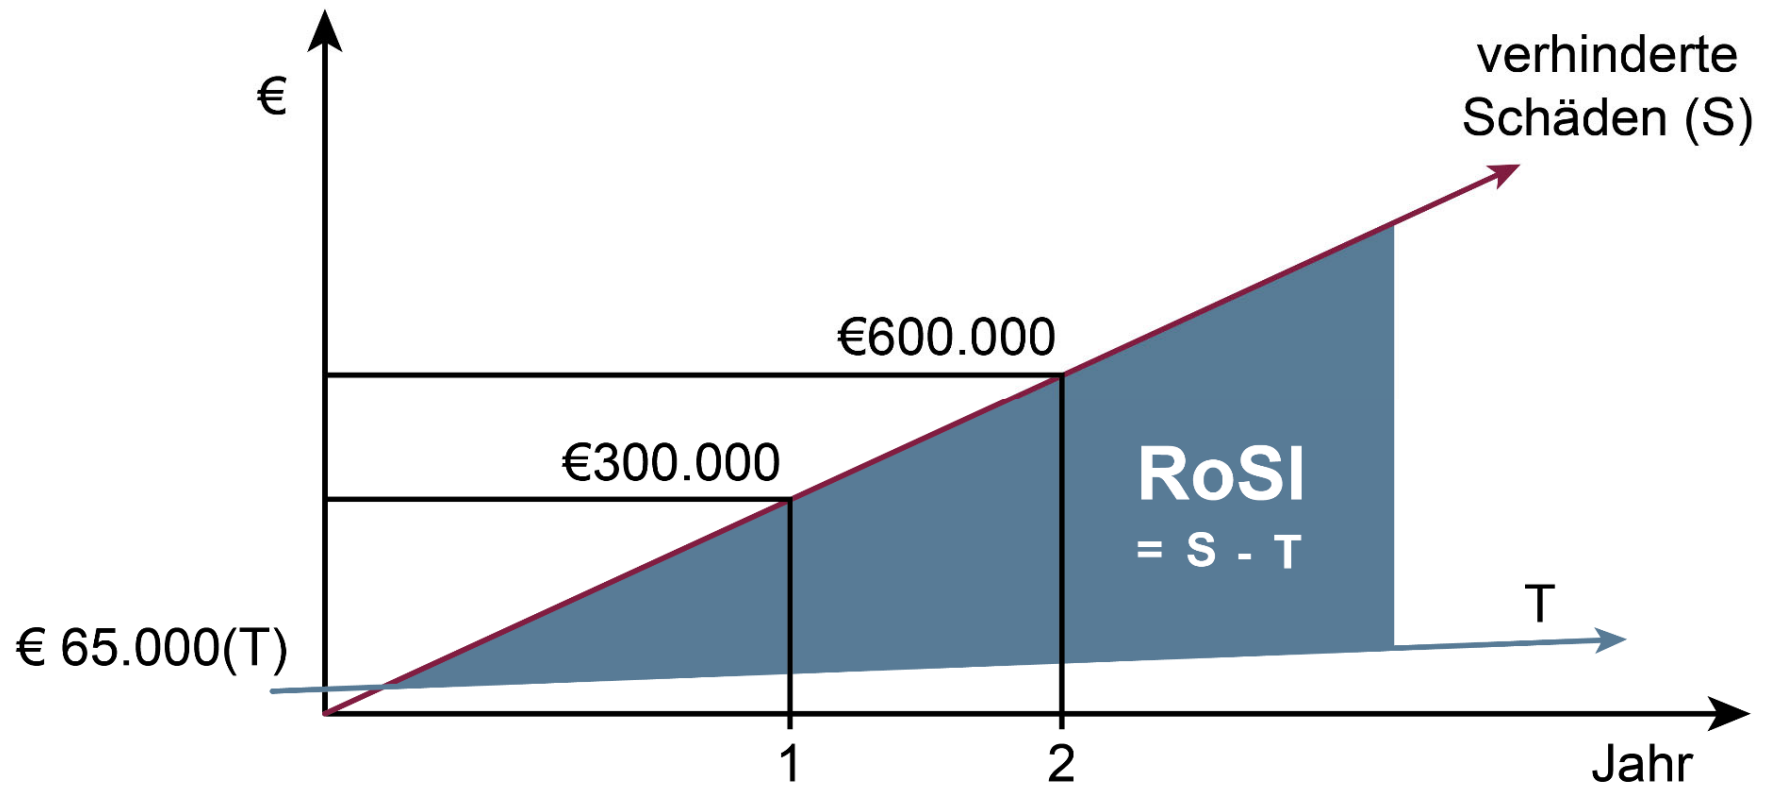 verhinderte
Schäden (S)
€
€600.000
€300.000
RoSI
= S - T
T
€ 65.000(T)
1
2
Jahr